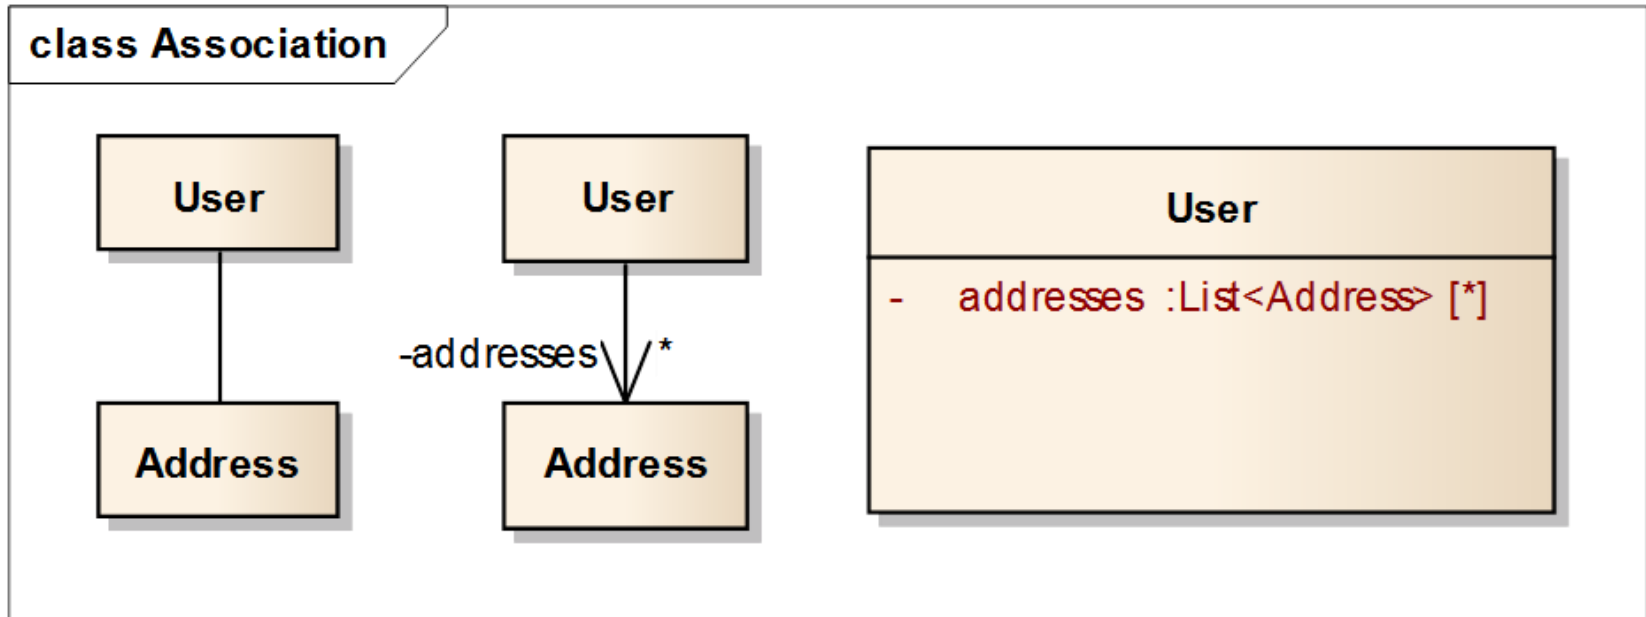 class Association
User
User
User
- addresses :List<Address> [*]
-addresses *
Address
Address